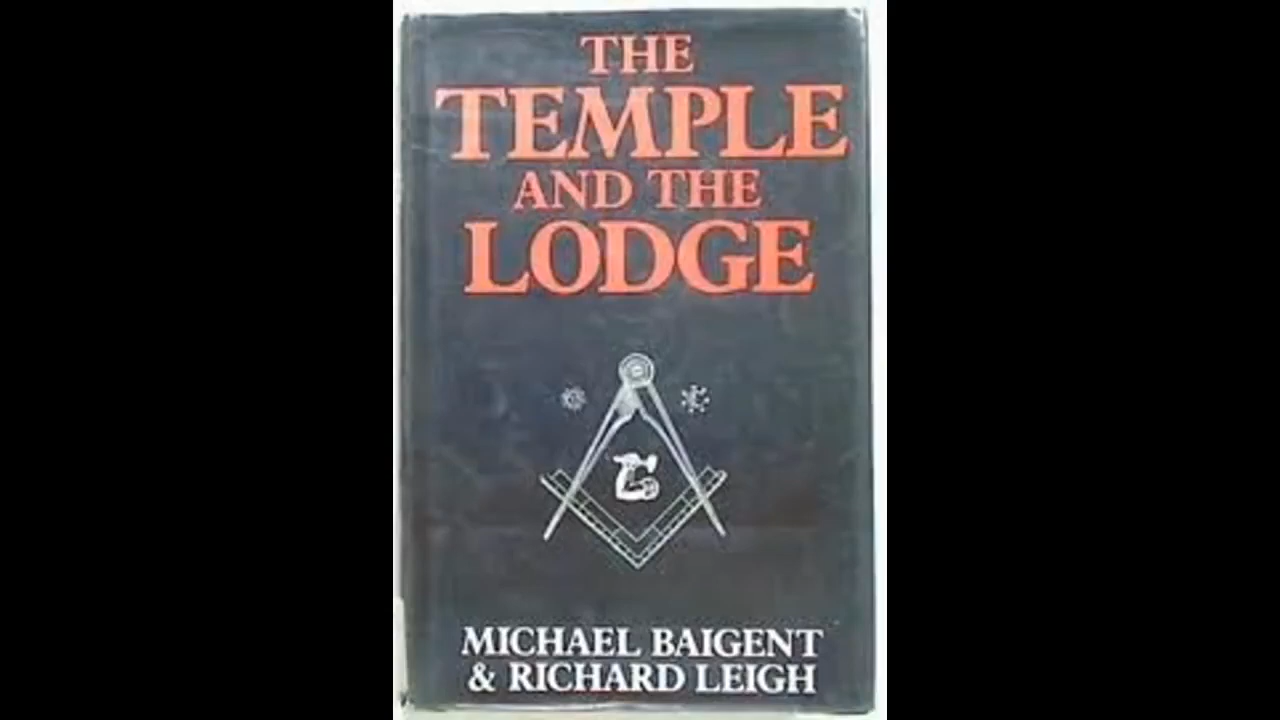 THE
TEMPLE
AND THE
LODGE
G
MICHAEL BAIGENT
& RICHARD LEIGH